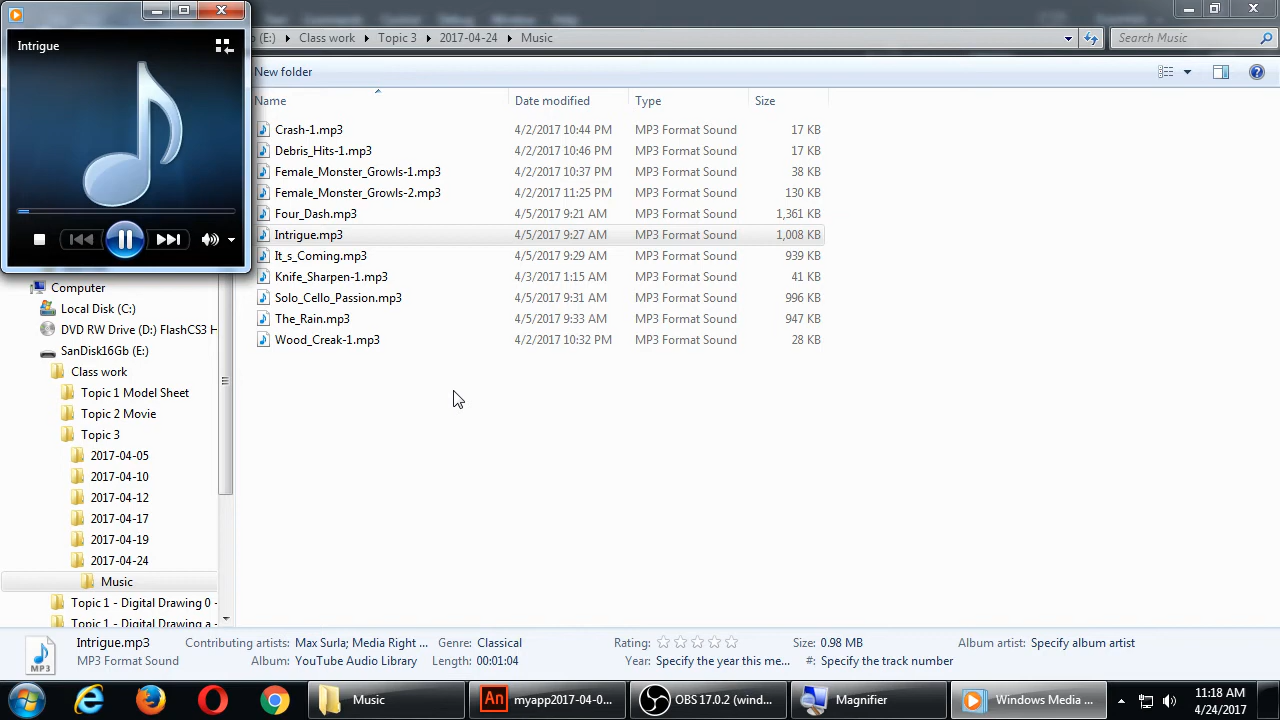 Intrigue
(E:) Class work Topic 3 2017-04-24 Music
Search Music
New folder
Name Date modified Type Size
Crash-1.mp3 4/2/2017 10:44 PM MP3 Format Sound 17 KB
Debris_Hits-1.mp3 4/2/2017 10:46 PM MP3 Format Sound 17 KB
Female_Monster_Growls-1.mp3 4/2/2017 10:37 PM MP3 Format Sound 38 KB
Female_Monster_Growls-2.mp3 4/2/2017 11:25 PM MP3 Format Sound 130 KB
Four_Dash.mp3 4/5/2017 9:21 AM MP3 Format Sound 1,361 KB
Intrigue.mp3 4/5/2017 9:27 AM MP3 Format Sound 1,008 KB
It_s_Coming.mp3 4/5/2017 9:29 AM MP3 Format Sound 939 KB
Knife_Sharpen-1.mp3 4/3/2017 1:15 AM MP3 Format Sound 41 KB
Solo_Cello_Passion.mp3 4/5/2017 9:31 AM MP3 Format Sound 996 KB
The_Rain.mp3 4/5/2017 9:33 AM MP3 Format Sound 947 KB
Wood_Creak-1.mp3 4/2/2017 10:32 PM MP3 Format Sound 28 KB
Computer
Local Disk (C:)
DVD RW Drive (D:) FlashCS3 H
SanDisk16Gb (E:)
Class work
Topic 1 Model Sheet
Topic 2 Movie
Topic 3
2017-04-05
2017-04-10
2017-04-12
2017-04-17
2017-04-19
2017-04-24
Music
Topic 1 - Digital Drawing 0 -
Topic 1 - Digital Drawing a -
Intrigue.mp3 Contributing artists: Max Surla; Media Right ... Genre: Classical Rating: Size: 0.98 MB Album artist: Specify album artist
MP3 Format Sound Album: YouTube Audio Library Length: 00:01:04 Year: Specify the year this me... #: Specify the track number
MP3
Music
An myapp2017-04-0...
OBS 17.0.2 (wind...
Magnifier
Windows Media ...
11:18 AM
4/24/2017